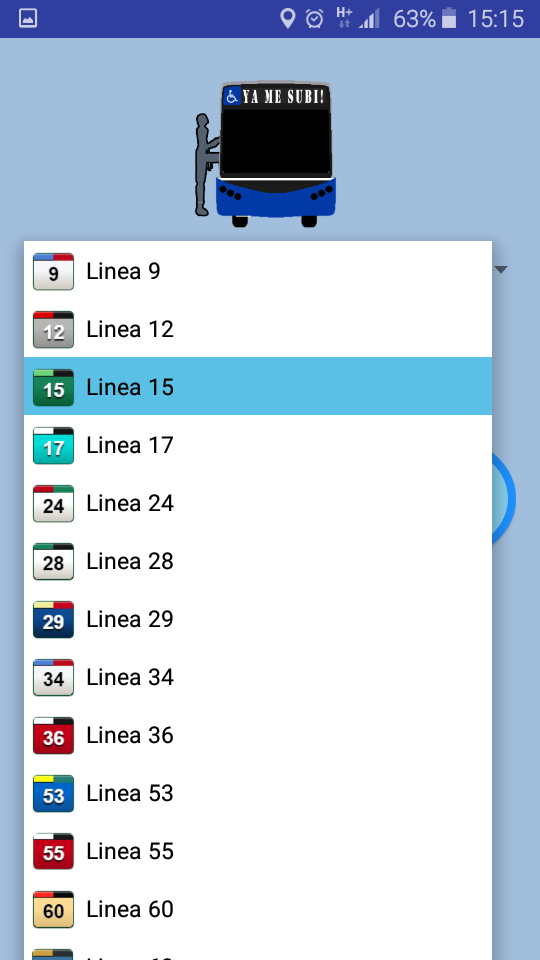 H+ 63% 15:15
YA ME SUBI!
9 Linea 9
12 Linea 12
15 Linea 15
17 Linea 17
24 Linea 24
28 Linea 28
29 Linea 29
34 Linea 34
36 Linea 36
53 Linea 53
55 Linea 55
60 Linea 60